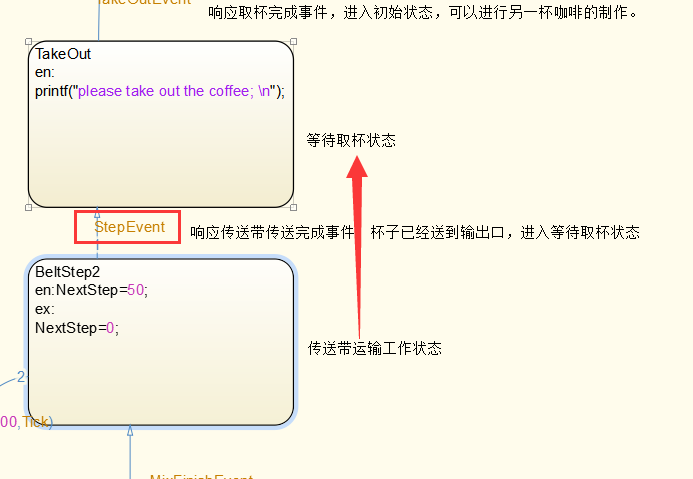 TakeOutEvent
响应取杯完成事件，进入初始状态，可以进行另一杯咖啡的制作。
TakeOut
en:
printf("please take out the coffee; \n");
等待取杯状态
StepEvent
响应传送带传送完成事件 杯子已经送到输出口，进入等待取杯状态
BeltStep2
en:NextStep=50;
ex:
NextStep=0;
传送带运输工作状态
2
00,Tick)
MixFinishEvent